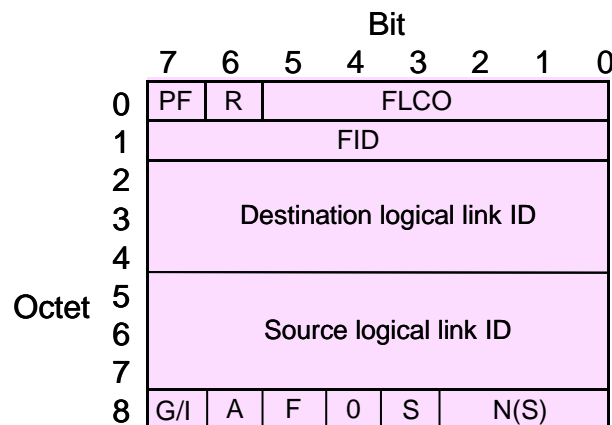 Bit
7 6 5 4 3 2 1 0
0 PF R FLCO
1 FID
2
3 Destination logical link ID
4
Octet 5
6 Source logical link ID
7
8 G/I A F 0 S N(S)